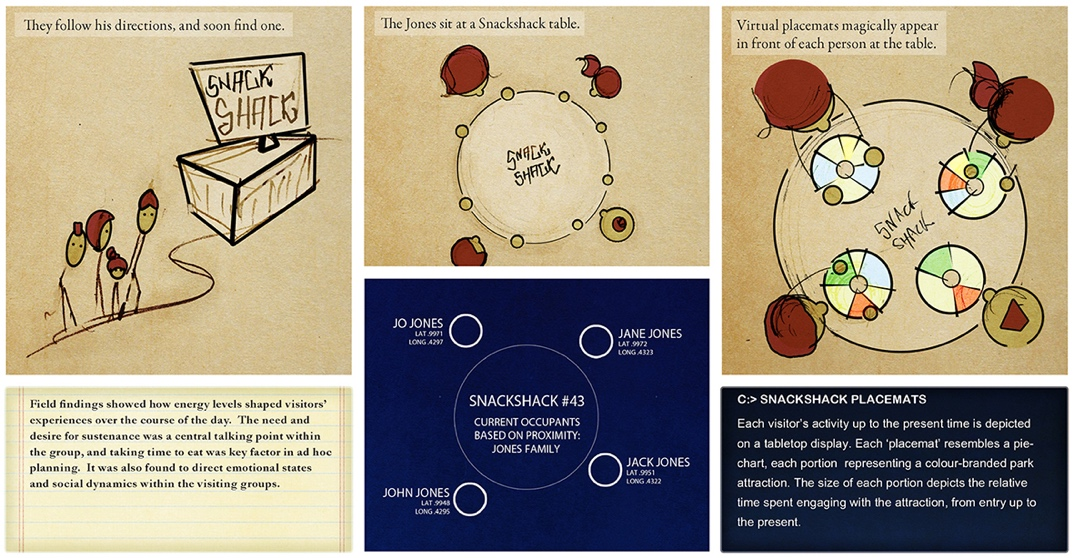 They follow his directions, and soon find one.
SNACK
SHACK
Field findings showed how energy levels shaped visitors'
experiences over the course of the day. The need and
desire for sustenance was a central talking point within
the group, and taking time to eat was key factor in ad hoc
planning. It was also found to direct emotional states
and social dynamics within the visiting groups.
The Jones sit at a Snackshack table.
SNACK
SHACK
JO JONES
LAT .9971
LONG .4297
JANE JONES
LAT .9972
LONG .4323
SNACKSHACK #43
CURRENT OCCUPANTS
BASED ON PROXIMITY:
JONES FAMILY
JACK JONES
LAT .9951
LONG .4322
JOHN JONES
LAT .9948
LONG .4295
Virtual placemats magically appear
in front of each person at the table.
SNACK
SHACK
C:> SNACKSHACK PLACEMATS
Each visitor's activity up to the present time is depicted
on a tabletop display. Each 'placemat' resembles a pie-
chart, each portion representing a colour-branded park
attraction. The size of each portion depicts the relative
time spent engaging with the attraction, from entry up to
the present.